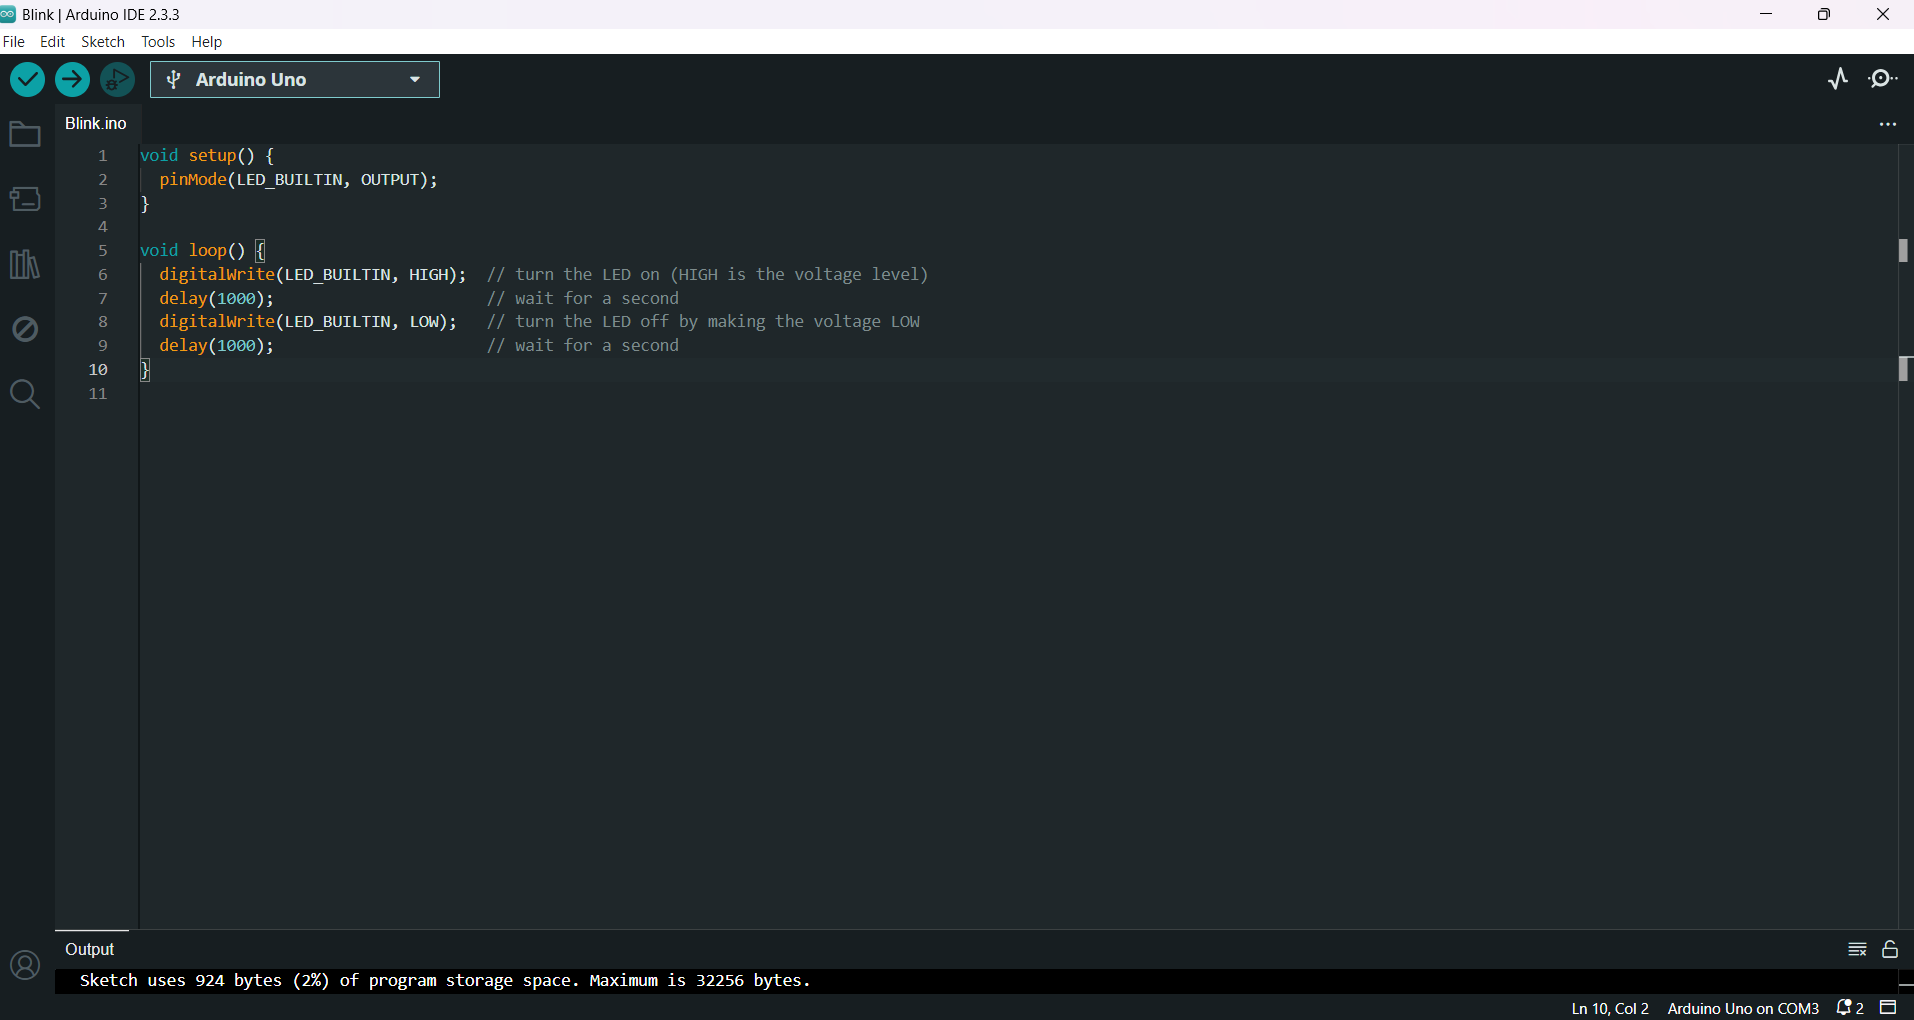 Blink | Arduino IDE 2.3.3
File Edit Sketch Tools Help
Arduino Uno
Blink.ino
1 void setup() {
2   pinMode(LED_BUILTIN, OUTPUT);
3 }
4
5 void loop() {
6   digitalWrite(LED_BUILTIN, HIGH);  // turn the LED on (HIGH is the voltage level)
7   delay(1000);                      // wait for a second
8   digitalWrite(LED_BUILTIN, LOW);   // turn the LED off by making the voltage LOW
9   delay(1000);                      // wait for a second
10 }
11
Output
Sketch uses 924 bytes (2%) of program storage space. Maximum is 32256 bytes.
Ln 10, Col 2 Arduino Uno on COM3 2